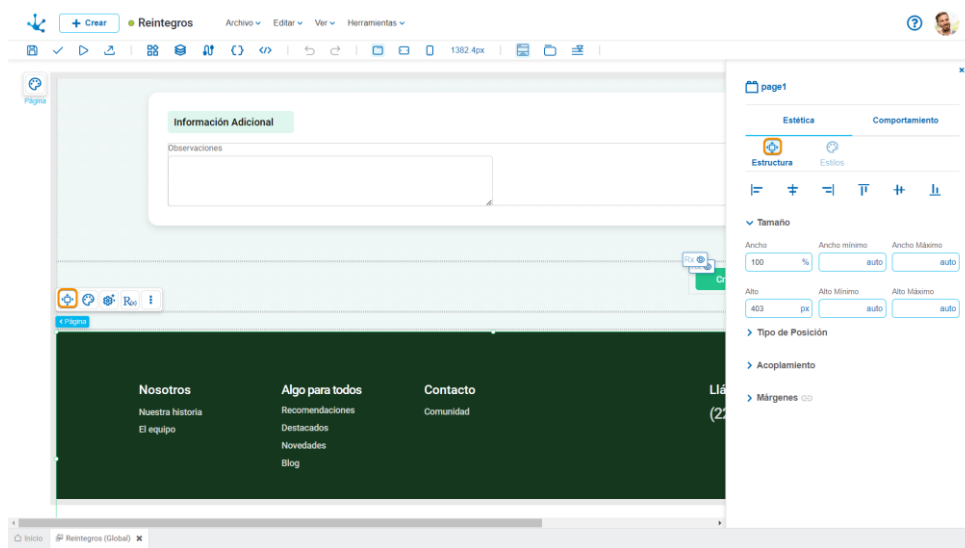 + Crear
Reintegros
Archivo Editar Ver Herramientas
1382.4px
Página
Información Adicional
Observaciones
Rx
Cr
R(x)
< Página
Nosotros
Nuestra historia
El equipo
Algo para todos
Recomendaciones
Destacados
Novedades
Blog
Contacto
Comunidad
Llá
(22
page1
Estética Comportamiento
Estructura Estilos
Tamaño
Ancho Ancho mínimo Ancho Máximo
100 % auto auto
Alto Alto Mínimo Alto Máximo
403 px auto auto
Tipo de Posición
Acoplamiento
Márgenes
Inicio Reintegros (Global)